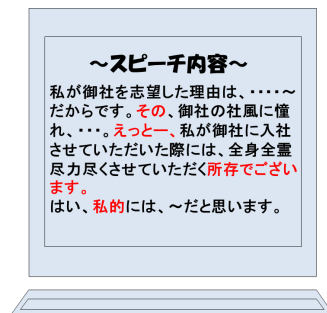 ～スピーチ内容～
私が御社を志望した理由は、・・・・～
だからです。その、御社の社風に憧
れ、・・・。えっとー、私が御社に入社
させていただいた際には、全身全霊
尽力尽くさせていただく所存でござい
ます。
はい、私的には、～だと思います。